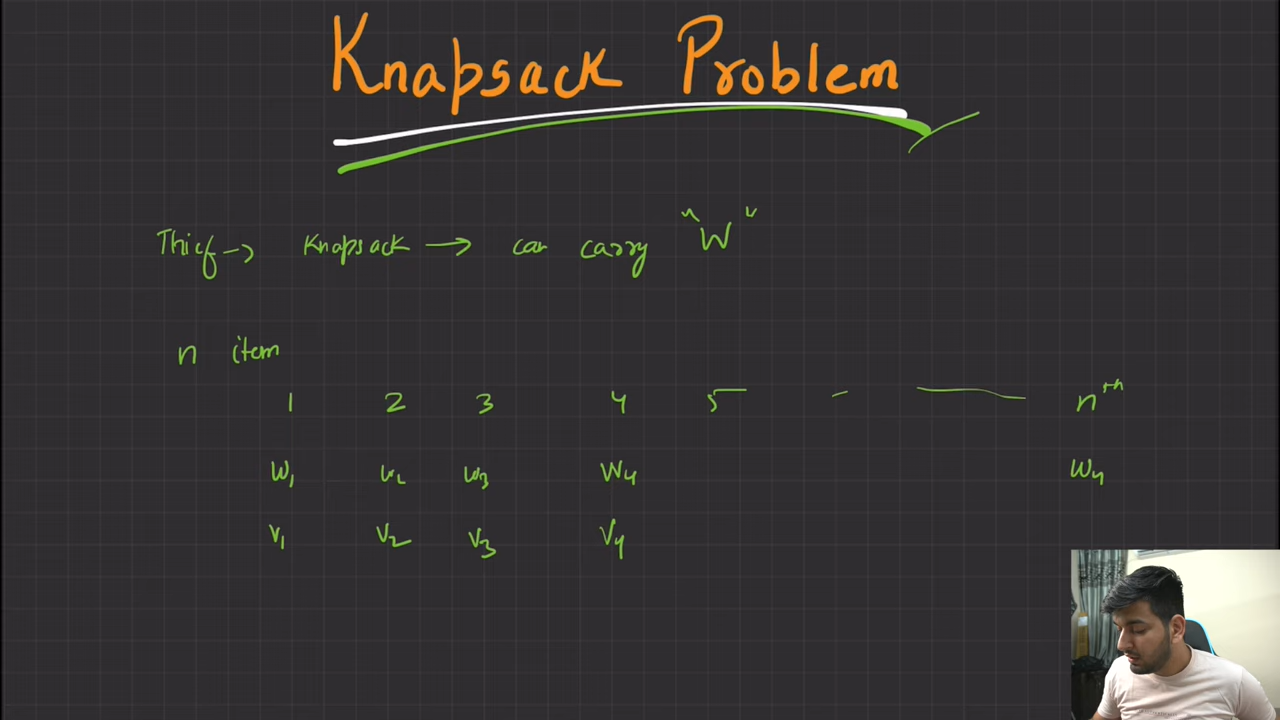 Knapsack Problem
Thief → Knapsack → can carry "W"
n item
1 2 3 4 5 - — nth
W1 W2 W3 W4 Wn
V1 V2 V3 V4